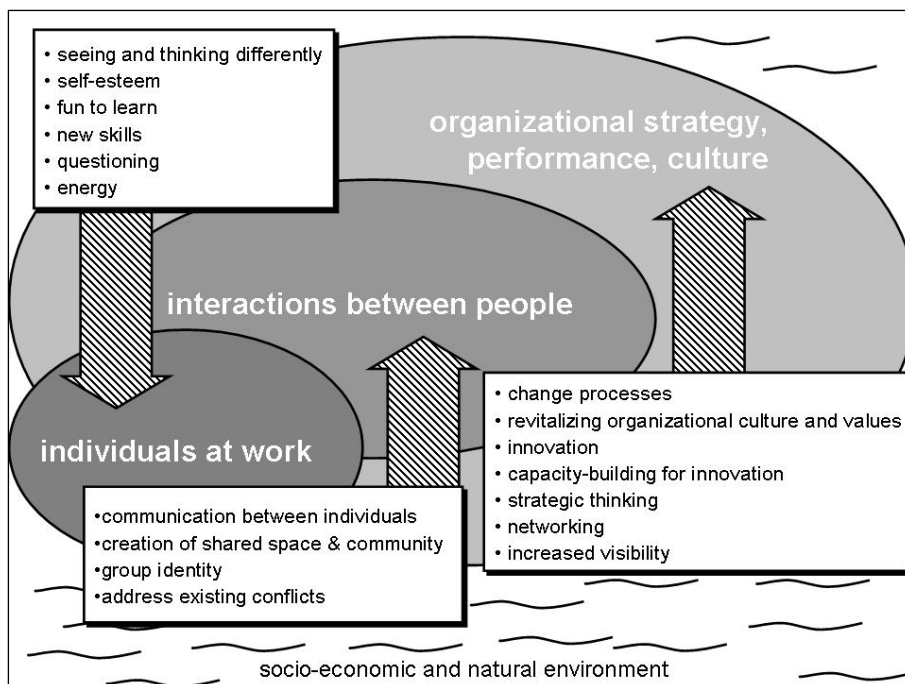 • seeing and thinking differently
• self-esteem
• fun to learn
• new skills
• questioning
• energy
organizational strategy,
performance, culture
interactions between people
individuals at work
• change processes
• revitalizing organizational culture and values
• innovation
• capacity-building for innovation
• strategic thinking
• networking
• increased visibility
•communication between individuals
•creation of shared space & community
•group identity
•address existing conflicts
socio-economic and natural environment